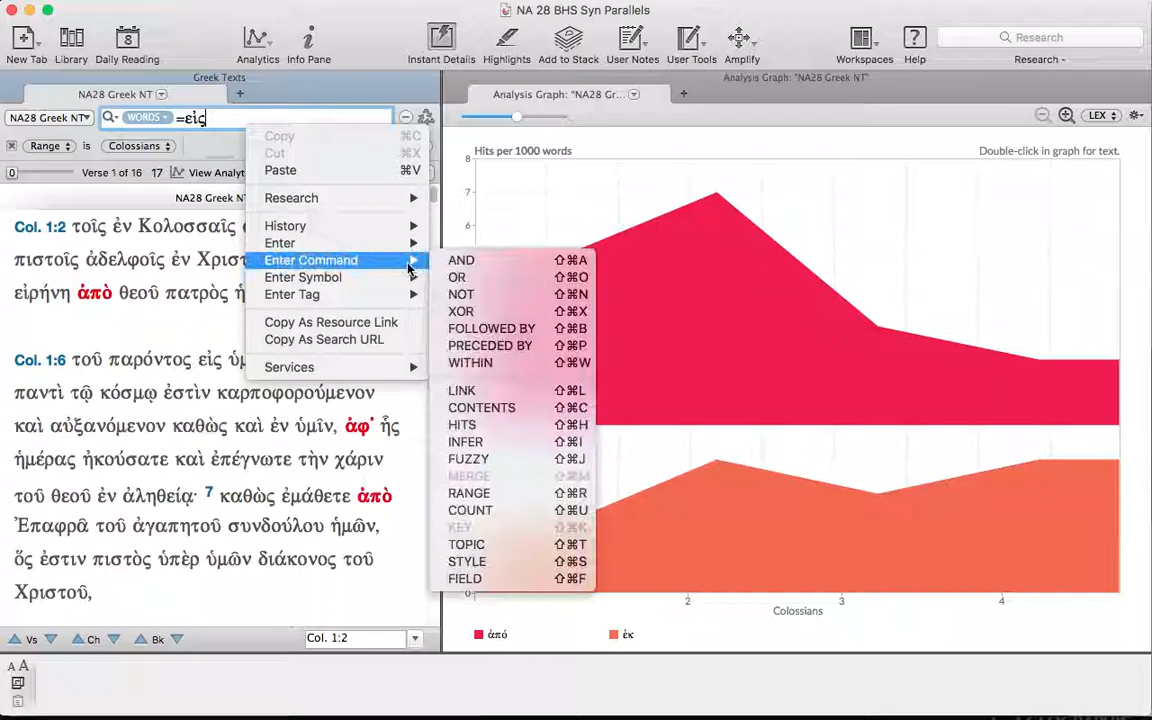 NA 28 BHS Syn Parallels
New Tab Library Daily Reading Analytics Info Pane Instant Details Highlights Add to Stack User Notes User Tools Amplify Workspaces Help Research
8
Research
Greek Texts
Analysis Graph: "NA28 Greek NT"
NA28 Greek NT
+
Analysis Graph: "NA28 Gr...
+
NA28 Greek NT
WORDS
=εἰς
LEX
Range is Colossians
0 Verse 1 of 16 17 View Analyt
NA28 Greek N
Col. 1:2 τοῖς ἐν Κολοσσαῖς
πιστοῖς ἀδελφοῖς ἐν Χριστ
εἰρήνη ἀπὸ θεοῦ πατρὸς ἡ
Col. 1:6 τοῦ παρόντος εἰς ὑμ
παντὶ τῷ κόσμῳ ἐστὶν καρποφορούμενον
καὶ αὐξανόμενον καθὼς καὶ ἐν ὑμῖν, ἀφ᾽ ἧς
ἡμέρας ἠκούσατε καὶ ἐπέγνωτε τὴν χάριν
τοῦ θεοῦ ἐν ἀληθείᾳ· 7 καθὼς ἐμάθετε ἀπὸ
Ἐπαφρᾶ τοῦ ἀγαπητοῦ συνδούλου ἡμῶν,
ὅς ἐστιν πιστὸς ὑπὲρ ὑμῶν διάκονος τοῦ
Χριστοῦ,
Copy ⌘C
Cut ⌘X
Paste ⌘V
Research
History
Enter
Enter Command
Enter Symbol
Enter Tag
Copy As Resource Link
Copy As Search URL
Services
AND ⇧⌘A
OR ⇧⌘O
NOT ⇧⌘N
XOR ⇧⌘X
FOLLOWED BY ⇧⌘B
PRECEDED BY ⇧⌘P
WITHIN ⇧⌘W
LINK ⇧⌘L
CONTENTS ⇧⌘C
HITS ⇧⌘H
INFER ⇧⌘I
FUZZY ⇧⌘J
MERGE ⇧⌘M
RANGE ⇧⌘R
COUNT ⇧⌘U
KEY ⇧⌘K
TOPIC ⇧⌘T
STYLE ⇧⌘S
FIELD ⇧⌘F
Hits per 1000 words
Double-click in graph for text.
8
7
6
0
2 3 4
Colossians
ἀπό ἐκ
Vs Ch Bk Col. 1:2
A A